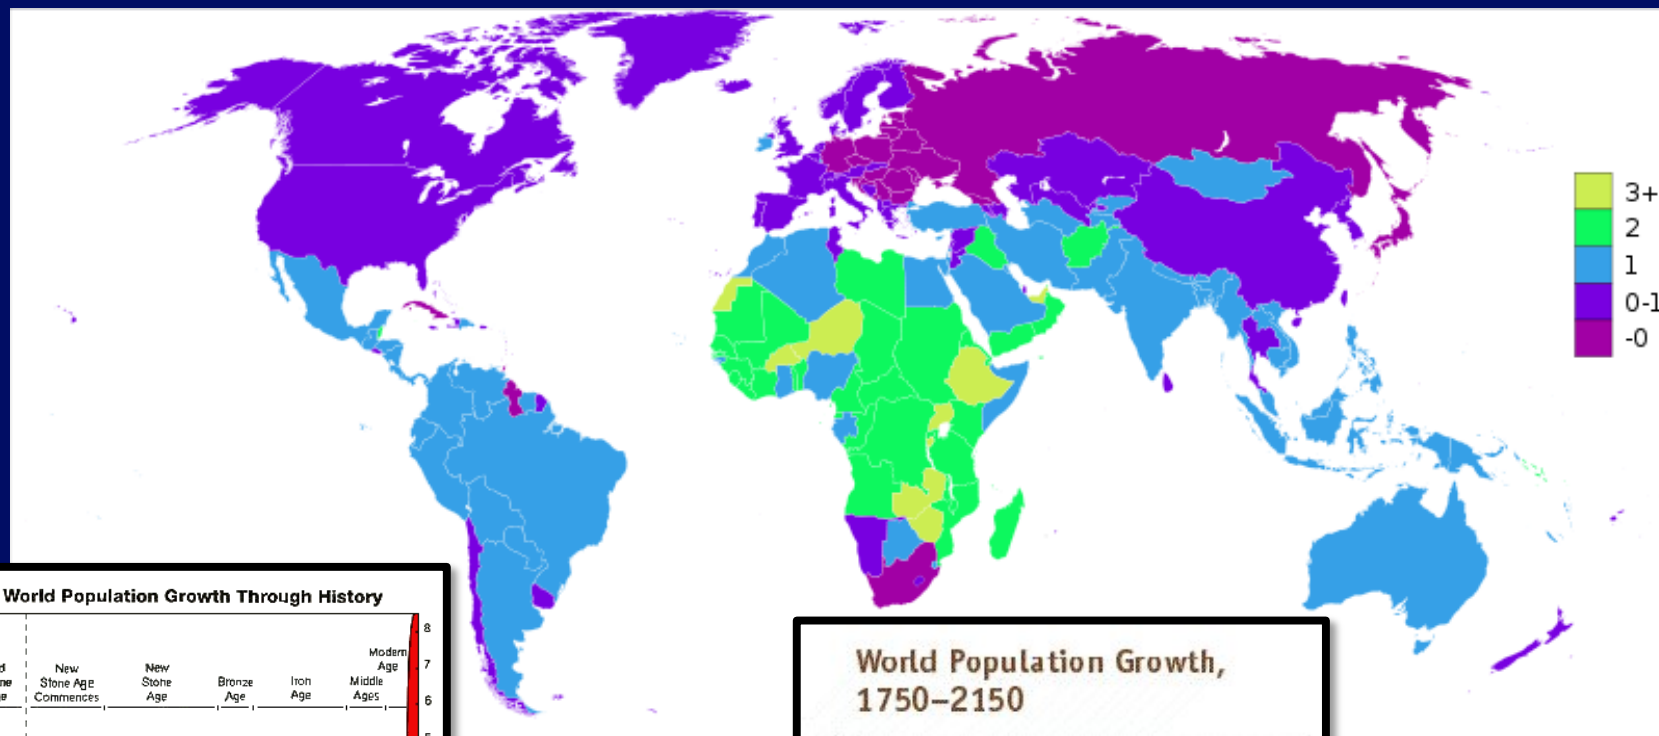 3+
2
1
0-1
-0
World Population Growth Through History
8
Modern
Age
7
New
Stone Age
Commences
New
Stone
Age
Bronze
Age
Iron
Age
Middle
Ages
6
World Population Growth,
1750–2150